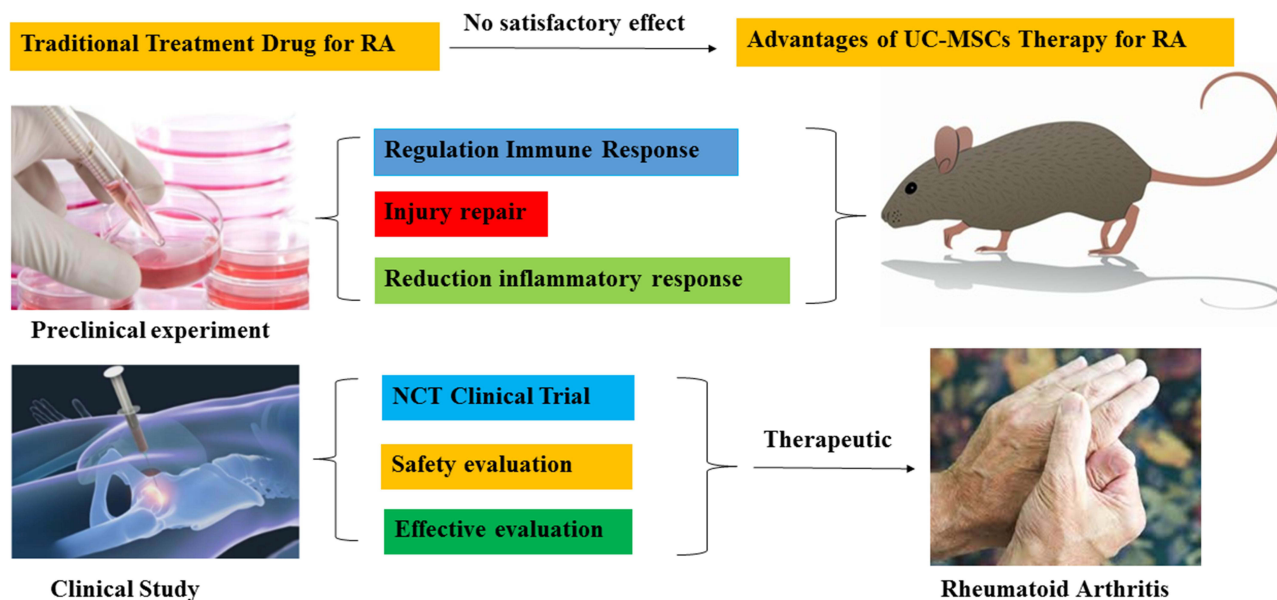 Traditional Treatment Drug for RA
No satisfactory effect
Advantages of UC-MSCs Therapy for RA
Regulation Immune Response
Injury repair
Reduction inflammatory response
Preclinical experiment
NCT Clinical Trial
Safety evaluation
Effective evaluation
Therapeutic
Clinical Study
Rheumatoid Arthritis